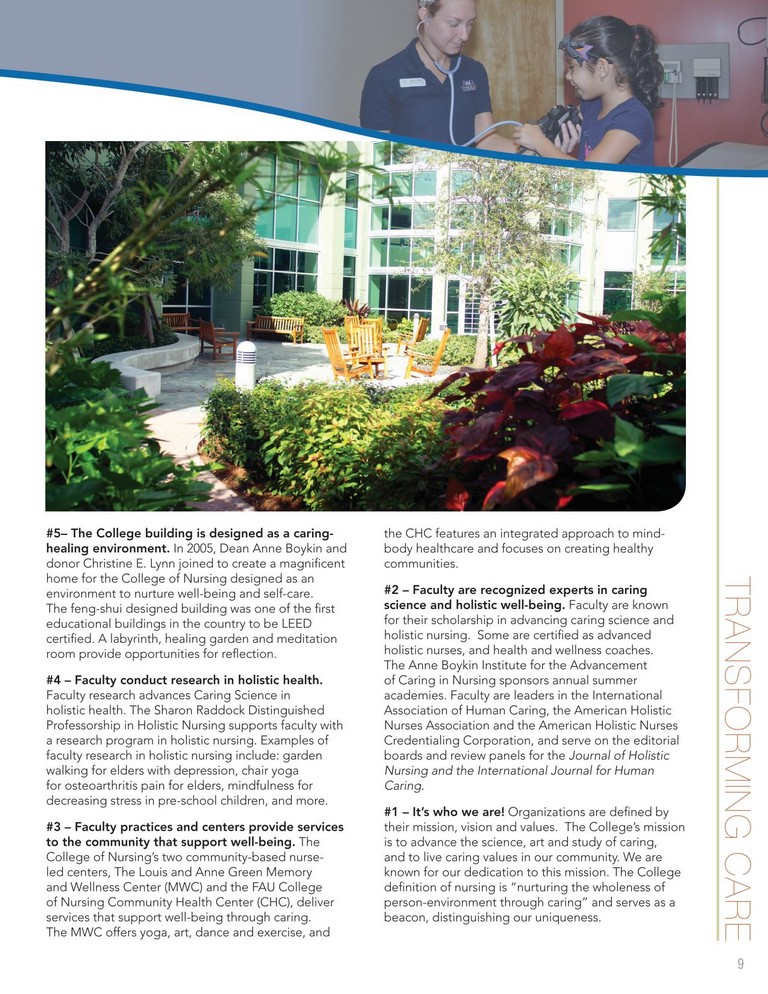 #5– The College building is designed as a caring-
healing environment. In 2005, Dean Anne Boykin and
donor Christine E. Lynn joined to create a magnificent
home for the College of Nursing designed as an
environment to nurture well-being and self-care.
The feng-shui designed building was one of the first
educational buildings in the country to be LEED
certified. A labyrinth, healing garden and meditation
room provide opportunities for reflection.
#4 – Faculty conduct research in holistic health.
Faculty research advances Caring Science in
holistic health. The Sharon Raddock Distinguished
Professorship in Holistic Nursing supports faculty with
a research program in holistic nursing. Examples of
faculty research in holistic nursing include: garden
walking for elders with depression, chair yoga
for osteoarthritis pain for elders, mindfulness for
decreasing stress in pre-school children, and more.
#3 – Faculty practices and centers provide services
to the community that support well-being. The
College of Nursing’s two community-based nurse-
led centers, The Louis and Anne Green Memory
and Wellness Center (MWC) and the FAU College
of Nursing Community Health Center (CHC), deliver
services that support well-being through caring.
The MWC offers yoga, art, dance and exercise, and
the CHC features an integrated approach to mind-
body healthcare and focuses on creating healthy
communities.
#2 – Faculty are recognized experts in caring
science and holistic well-being. Faculty are known
for their scholarship in advancing caring science and
holistic nursing. Some are certified as advanced
holistic nurses, and health and wellness coaches.
The Anne Boykin Institute for the Advancement
of Caring in Nursing sponsors annual summer
academies. Faculty are leaders in the International
Association of Human Caring, the American Holistic
Nurses Association and the American Holistic Nurses
Credentialing Corporation, and serve on the editorial
boards and review panels for the Journal of Holistic
Nursing and the International Journal for Human
Caring.
#1 – It’s who we are! Organizations are defined by
their mission, vision and values. The College’s mission
is to advance the science, art and study of caring,
and to live caring values in our community. We are
known for our dedication to this mission. The College
definition of nursing is “nurturing the wholeness of
person-environment through caring” and serves as a
beacon, distinguishing our uniqueness.
TRANSFORMING CARE
9